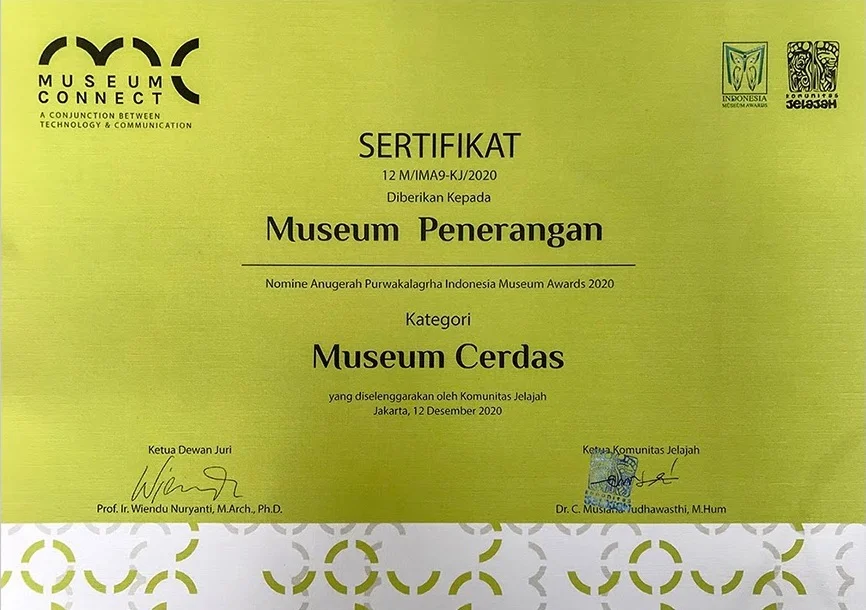 MUSEUM
CONNECT
A CONJUNCTION BETWEEN
TECHNOLOGY & COMMUNICATION
INDONESIA
MUSEUM AWARDS
KOMUNITAS
JELAJAH
SERTIFIKAT
12 M/IMA9-KJ/2020
Diberikan Kepada
Museum Penerangan
Nomine Anugerah Purwakalagrha Indonesia Museum Awards 2020
Kategori
Museum Cerdas
yang diselenggarakan oleh Komunitas Jelajah
Jakarta, 12 Desember 2020
Ketua Dewan Juri
Prof. Ir. Wiendu Nuryanti, M.Arch., Ph.D.
Ketua Komunitas Jelajah
Dr. C. Musiana Yudhawasthi, M.Hum